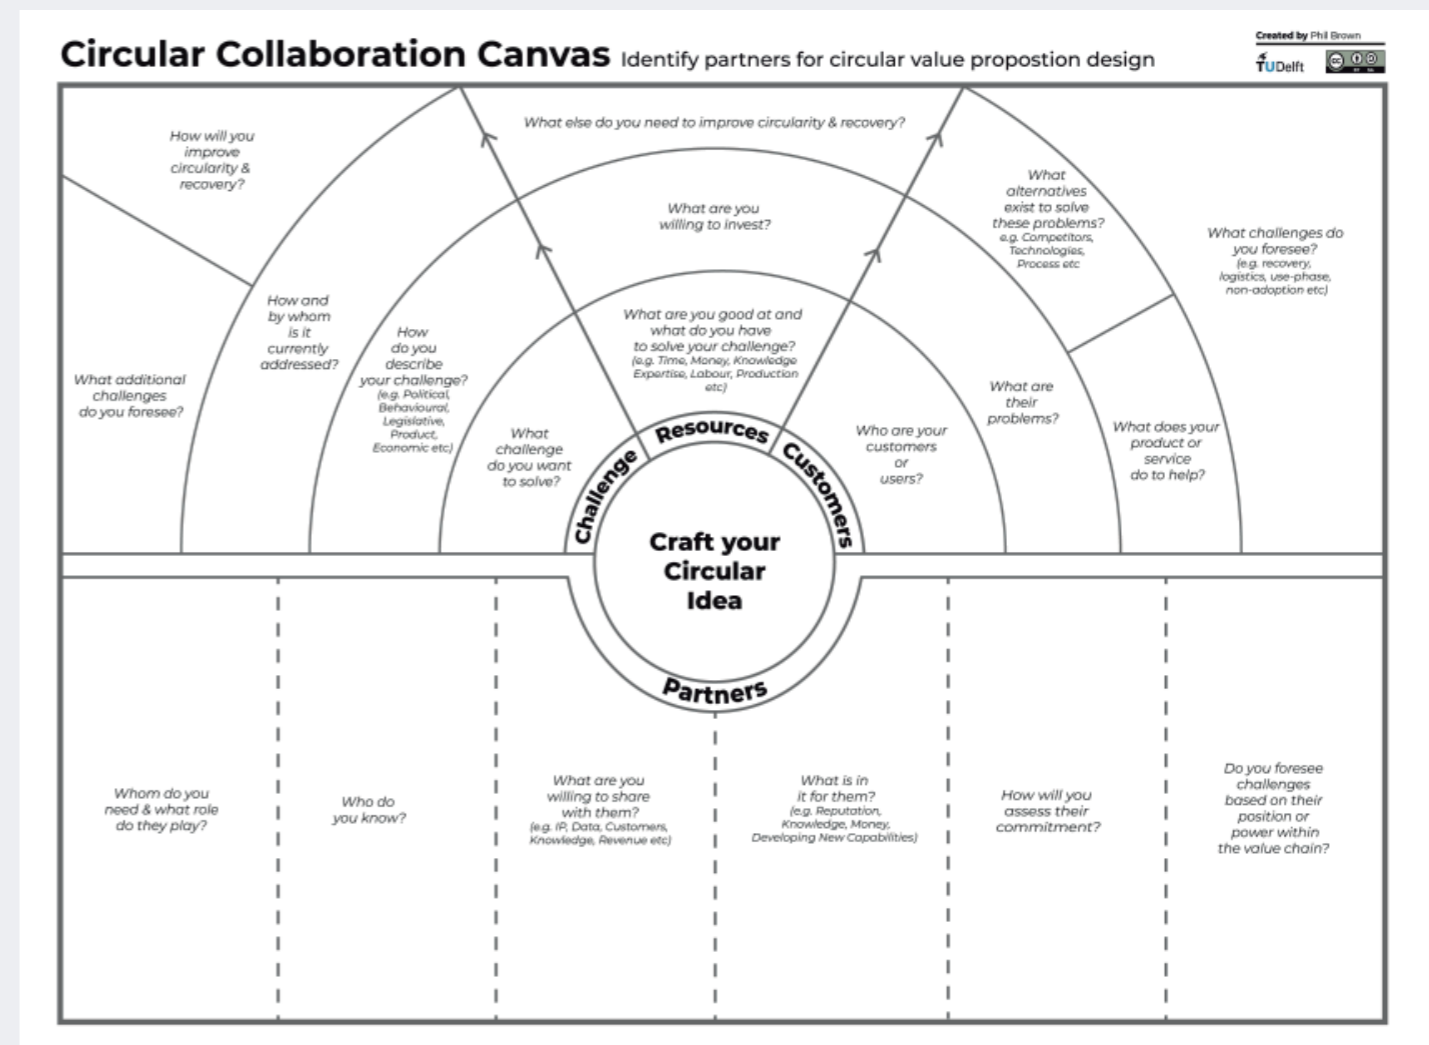 Circular Collaboration Canvas Identify partners for circular value propostion design
Created by Phil Brown
TUDelft
How will you
improve
circularity &
recovery?
What additional
challenges
do you foresee?
How and
by whom
is it
currently
addressed?
How
do you
describe
your challenge?
(e.g. Political,
Behavioural,
Legislative,
Product,
Economic etc)
What
challenge
do you want
to solve?
Challenge
What else do you need to improve circularity & recovery?
What are you
willing to invest?
What are you good at and
what do you have
to solve your challenge?
(e.g. Time, Money, Knowledge
Expertise, Labour, Production
etc)
Resources
Customers
Who are your
customers
or
users?
What are
their
problems?
What
alternatives
exist to solve
these problems?
e.g. Competitors,
Technologies,
Process etc
What does your
product or
service
do to help?
What challenges do
you foresee?
(e.g. recovery,
logistics, use-phase,
non-adoption etc)
Craft your
Circular
Idea
Partners
Whom do you
need & what role
do they play?
Who do
you know?
What are you
willing to share
with them?
(e.g. IP, Data, Customers,
Knowledge, Revenue etc)
What is in
it for them?
(e.g. Reputation,
Knowledge, Money,
Developing New Capabilities)
How will you
assess their
commitment?
Do you foresee
challenges
based on their
position or
power within
the value chain?